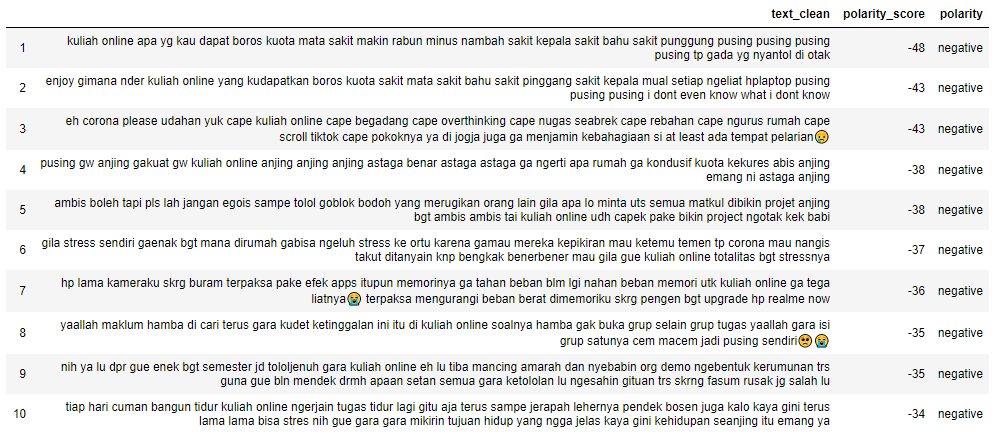 text_clean polarity_score polarity
1 kuliah online apa yg kau dapat boros kuota mata sakit makin rabun minus nambah sakit kepala sakit bahu sakit punggung pusing pusing pusing -48 negative
pusing tp gada yg nyantol di otak
2 enjoy gimana nder kuliah online yang kudapatkan boros kuota sakit mata sakit bahu sakit pinggang sakit kepala mual setiap ngeliat hplaptop pusing -43 negative
pusing pusing i dont even know what i dont know
3 eh corona please udahan yuk cape kuliah online cape begadang cape overthinking cape nugas seabrek cape rebahan cape ngurus rumah cape -43 negative
scroll tiktok cape pokoknya ya di jogja juga ga menjamin kebahagiaan si at least ada tempat pelarian😥
4 pusing gw anjing gakuat gw kuliah online anjing anjing anjing astaga benar astaga astaga ga ngerti apa rumah ga kondusif kuota kekures abis anjing -38 negative
emang ni astaga anjing
5 ambis boleh tapi pls lah jangan egois sampe tolol goblok bodoh yang merugikan orang lain gila apa lo minta uts semua matkul dibikin projet anjing -38 negative
bgt ambis ambis tai kuliah online udh capek pake bikin project ngotak kek babi
6 gila stress sendiri gaenak bgt mana dirumah gabisa ngeluh stress ke ortu karena gamau mereka kepikiran mau ketemu temen tp corona mau nangis -37 negative
takut ditanyain knp bengkak benerbener mau gila gue kuliah online totalitas bgt stressnya
7 hp lama kameraku skrg buram terpaksa pake efek apps itupun memorinya ga tahan beban blm lgi nahan beban memori utk kuliah online ga tega -36 negative
liatnya😭 terpaksa mengurangi beban berat dimemoriku skrg pengen bgt upgrade hp realme now
8 yaallah maklum hamba di cari terus gara kudet ketinggalan ini itu di kuliah online soalnya hamba gak buka grup selain grup tugas yaallah gara isi -35 negative
grup satunya cem macem jadi pusing sendiri🥺😭
9 nih ya lu dpr gue enek bgt semester jd tololjenuh gara kuliah online eh lu tiba mancing amarah dan nyebabin org demo ngebentuk kerumunan trs -35 negative
guna gue bln mendek drmh apaan setan semua gara ketololan lu ngesahin gituan trs skrng fasum rusak jg salah lu
10 tiap hari cuman bangun tidur kuliah online ngerjain tugas tidur lagi gitu aja terus sampe jerapah lehernya pendek bosen juga kalo kaya gini terus -34 negative
lama lama bisa stres nih gue gara gara mikirin tujuan hidup yang ngga jelas kaya gini kehidupan seanjing itu emang ya